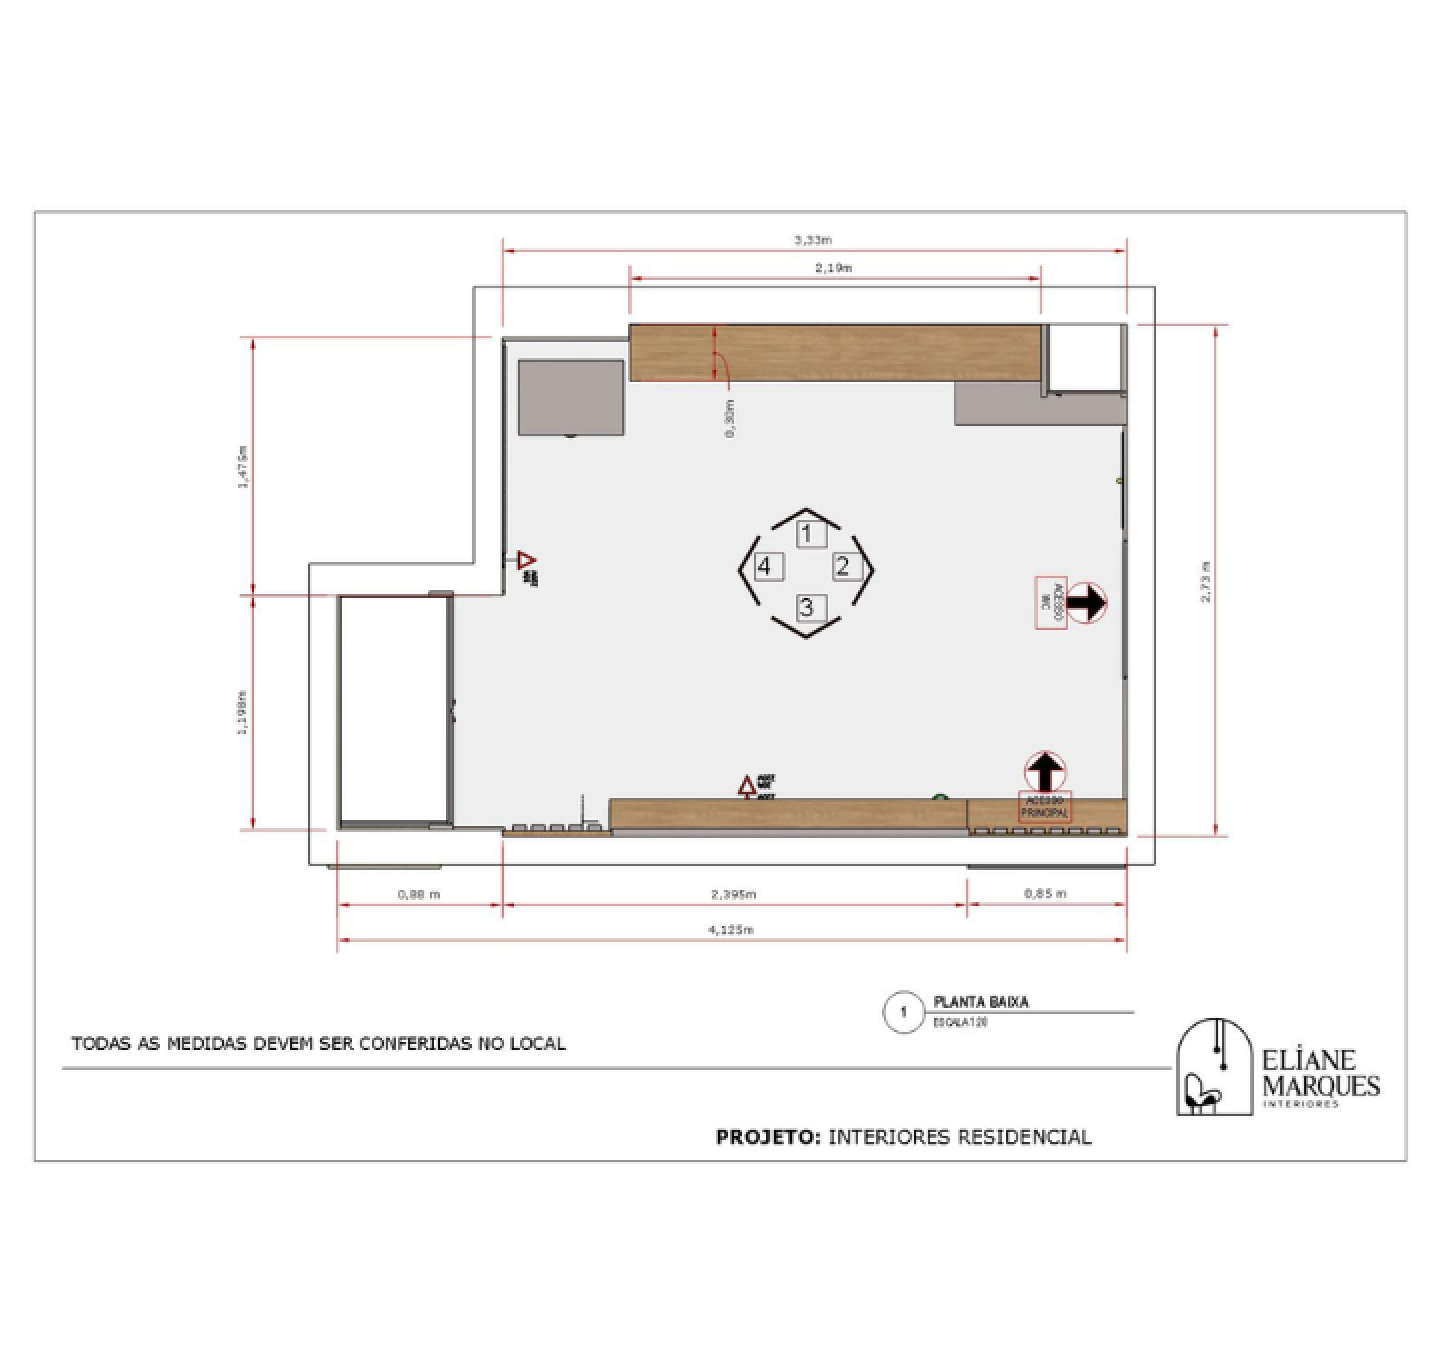 3,33m
2,19m
0,30m
1,475m
1
4
2
3
ACESSO
WC
2,73 m
1,198m
ACESSO
PRINCIPAL
0,88 m
2,395m
0,85 m
4,125m
1
PLANTA BAIXA
ESCALA 1:20
TODAS AS MEDIDAS DEVEM SER CONFERIDAS NO LOCAL
ELIANE
MARQUES
INTERIORES
PROJETO: INTERIORES RESIDENCIAL